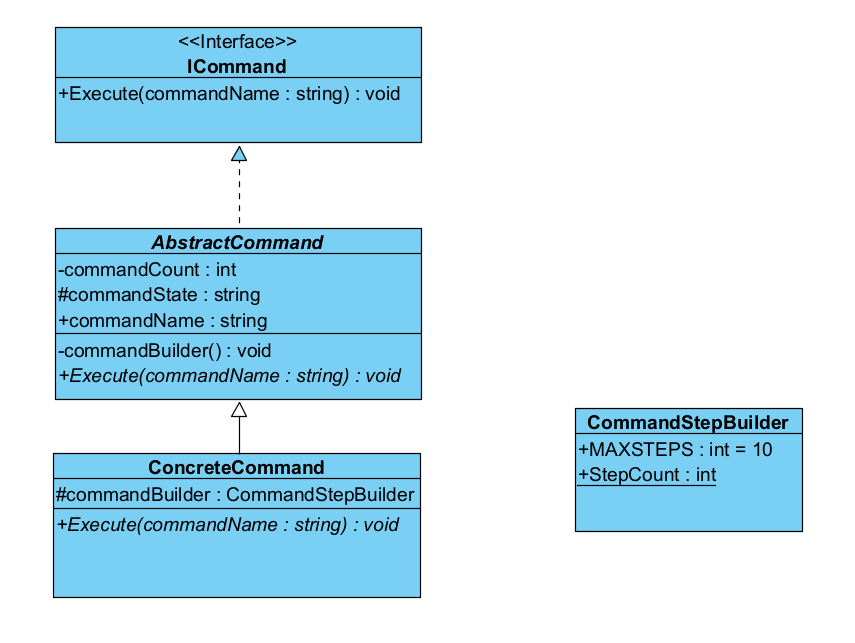 <<Interface>>
ICommand
+Execute(commandName : string) : void
AbstractCommand
-commandCount : int
#commandState : string
+commandName : string
-commandBuilder() : void
+Execute(commandName : string) : void
ConcreteCommand
#commandBuilder : CommandStepBuilder
+Execute(commandName : string) : void
CommandStepBuilder
+MAXSTEPS : int = 10
+StepCount : int